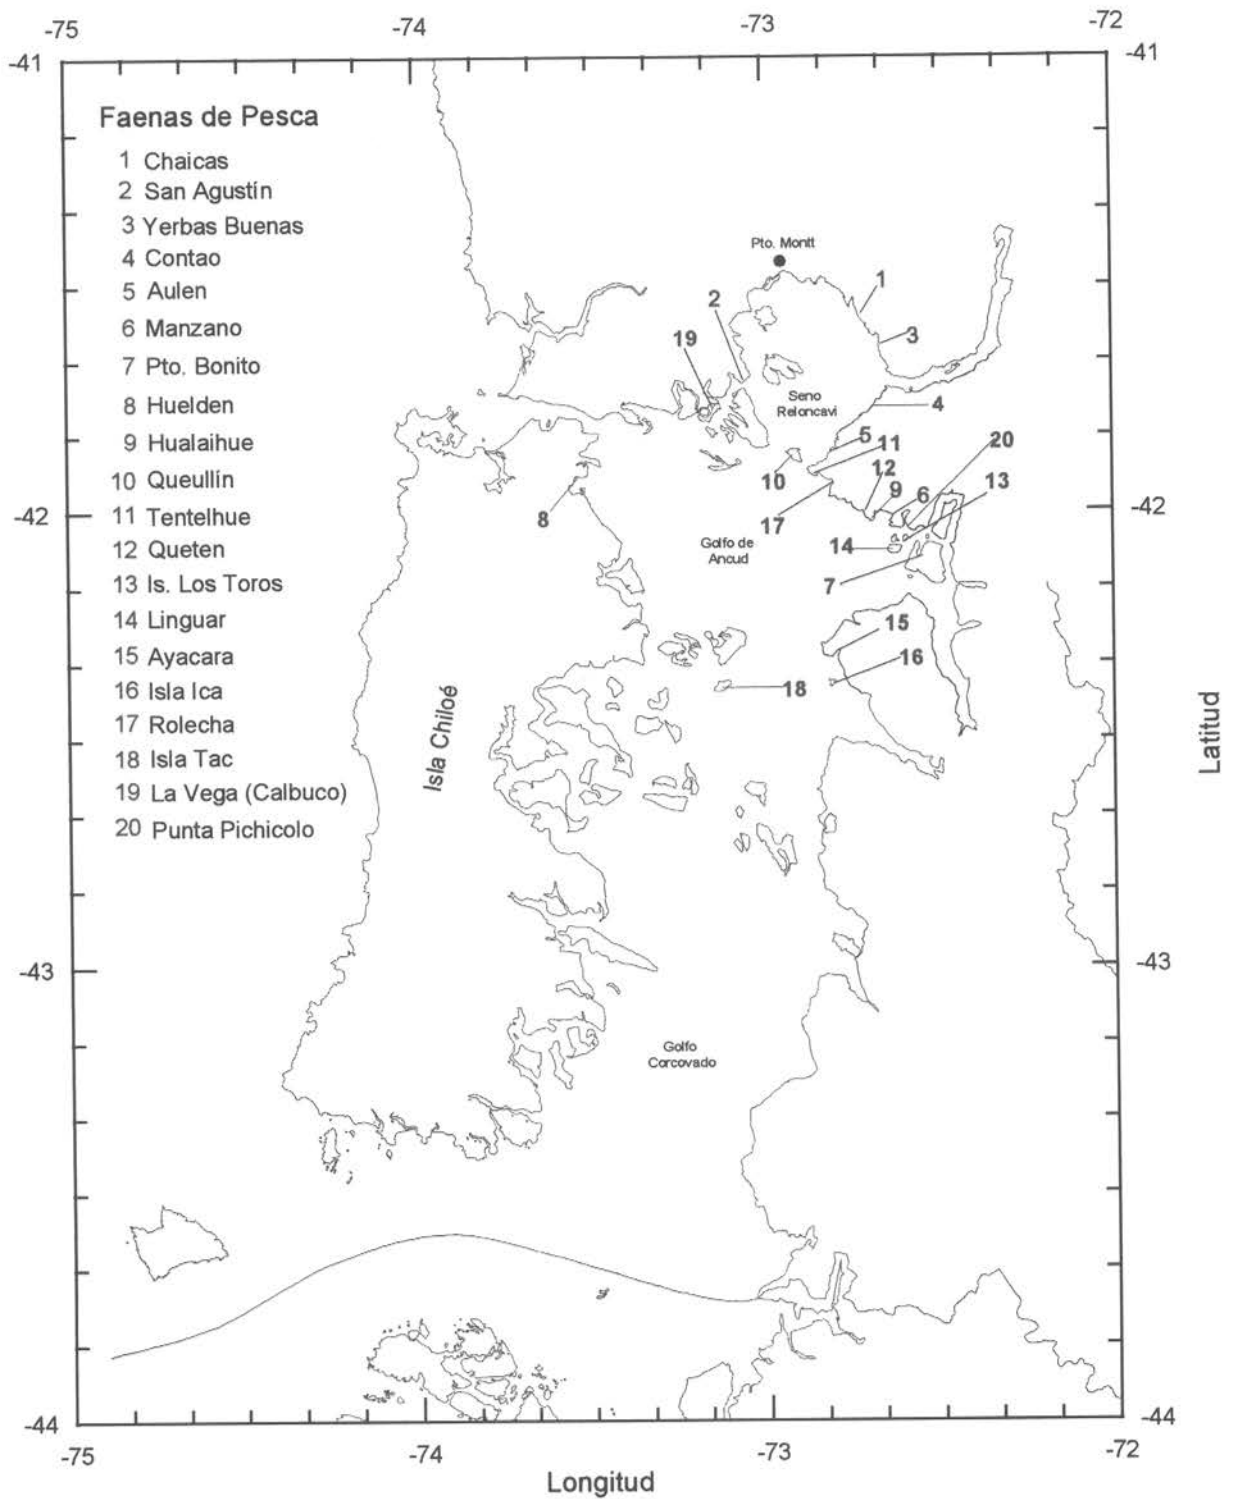 -75 -74 -73 -72
-41 -41
Faenas de Pesca
1 Chaicas
2 San Agustín
3 Yerbas Buenas
4 Contao
5 Aulen
6 Manzano
7 Pto. Bonito
8 Huelden
9 Hualaihue
10 Queullín
11 Tentelhue
12 Queten
13 Is. Los Toros
14 Linguar
15 Ayacara
16 Isla Ica
17 Rolecha
18 Isla Tac
19 La Vega (Calbuco)
20 Punta Pichicolo
Pto. Montt
1
2
3
19
Seno
Reloncavi
4
5
11
20
10
12
13
9
6
17
8
-42 -42
Golfo de
Ancud
14
7
15
16
18
Isla Chiloé
Latitud
-43 -43
Golfo
Corcovado
-44 -44
-75 -74 -73 -72
Longitud